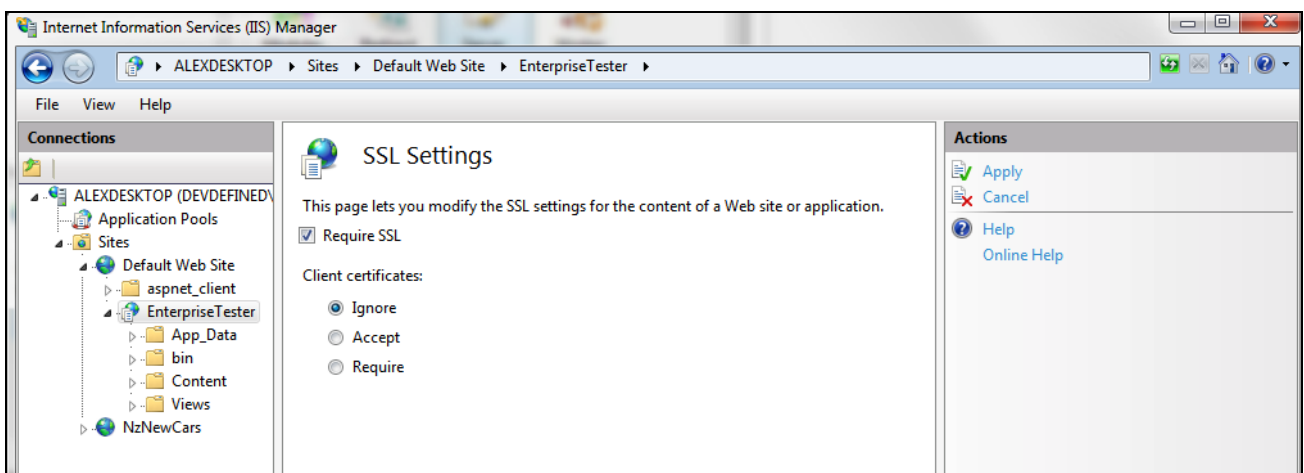 Internet Information Services (IIS) Manager
ALEXDESKTOP Sites Default Web Site EnterpriseTester
File View Help
Connections
ALEXDESKTOP (DEVDEFINED\
Application Pools
Sites
Default Web Site
aspnet_client
EnterpriseTester
App_Data
bin
Content
Views
NzNewCars
SSL Settings
This page lets you modify the SSL settings for the content of a Web site or application.
Require SSL
Client certificates:
Ignore
Accept
Require
Actions
Apply
Cancel
Help
Online Help